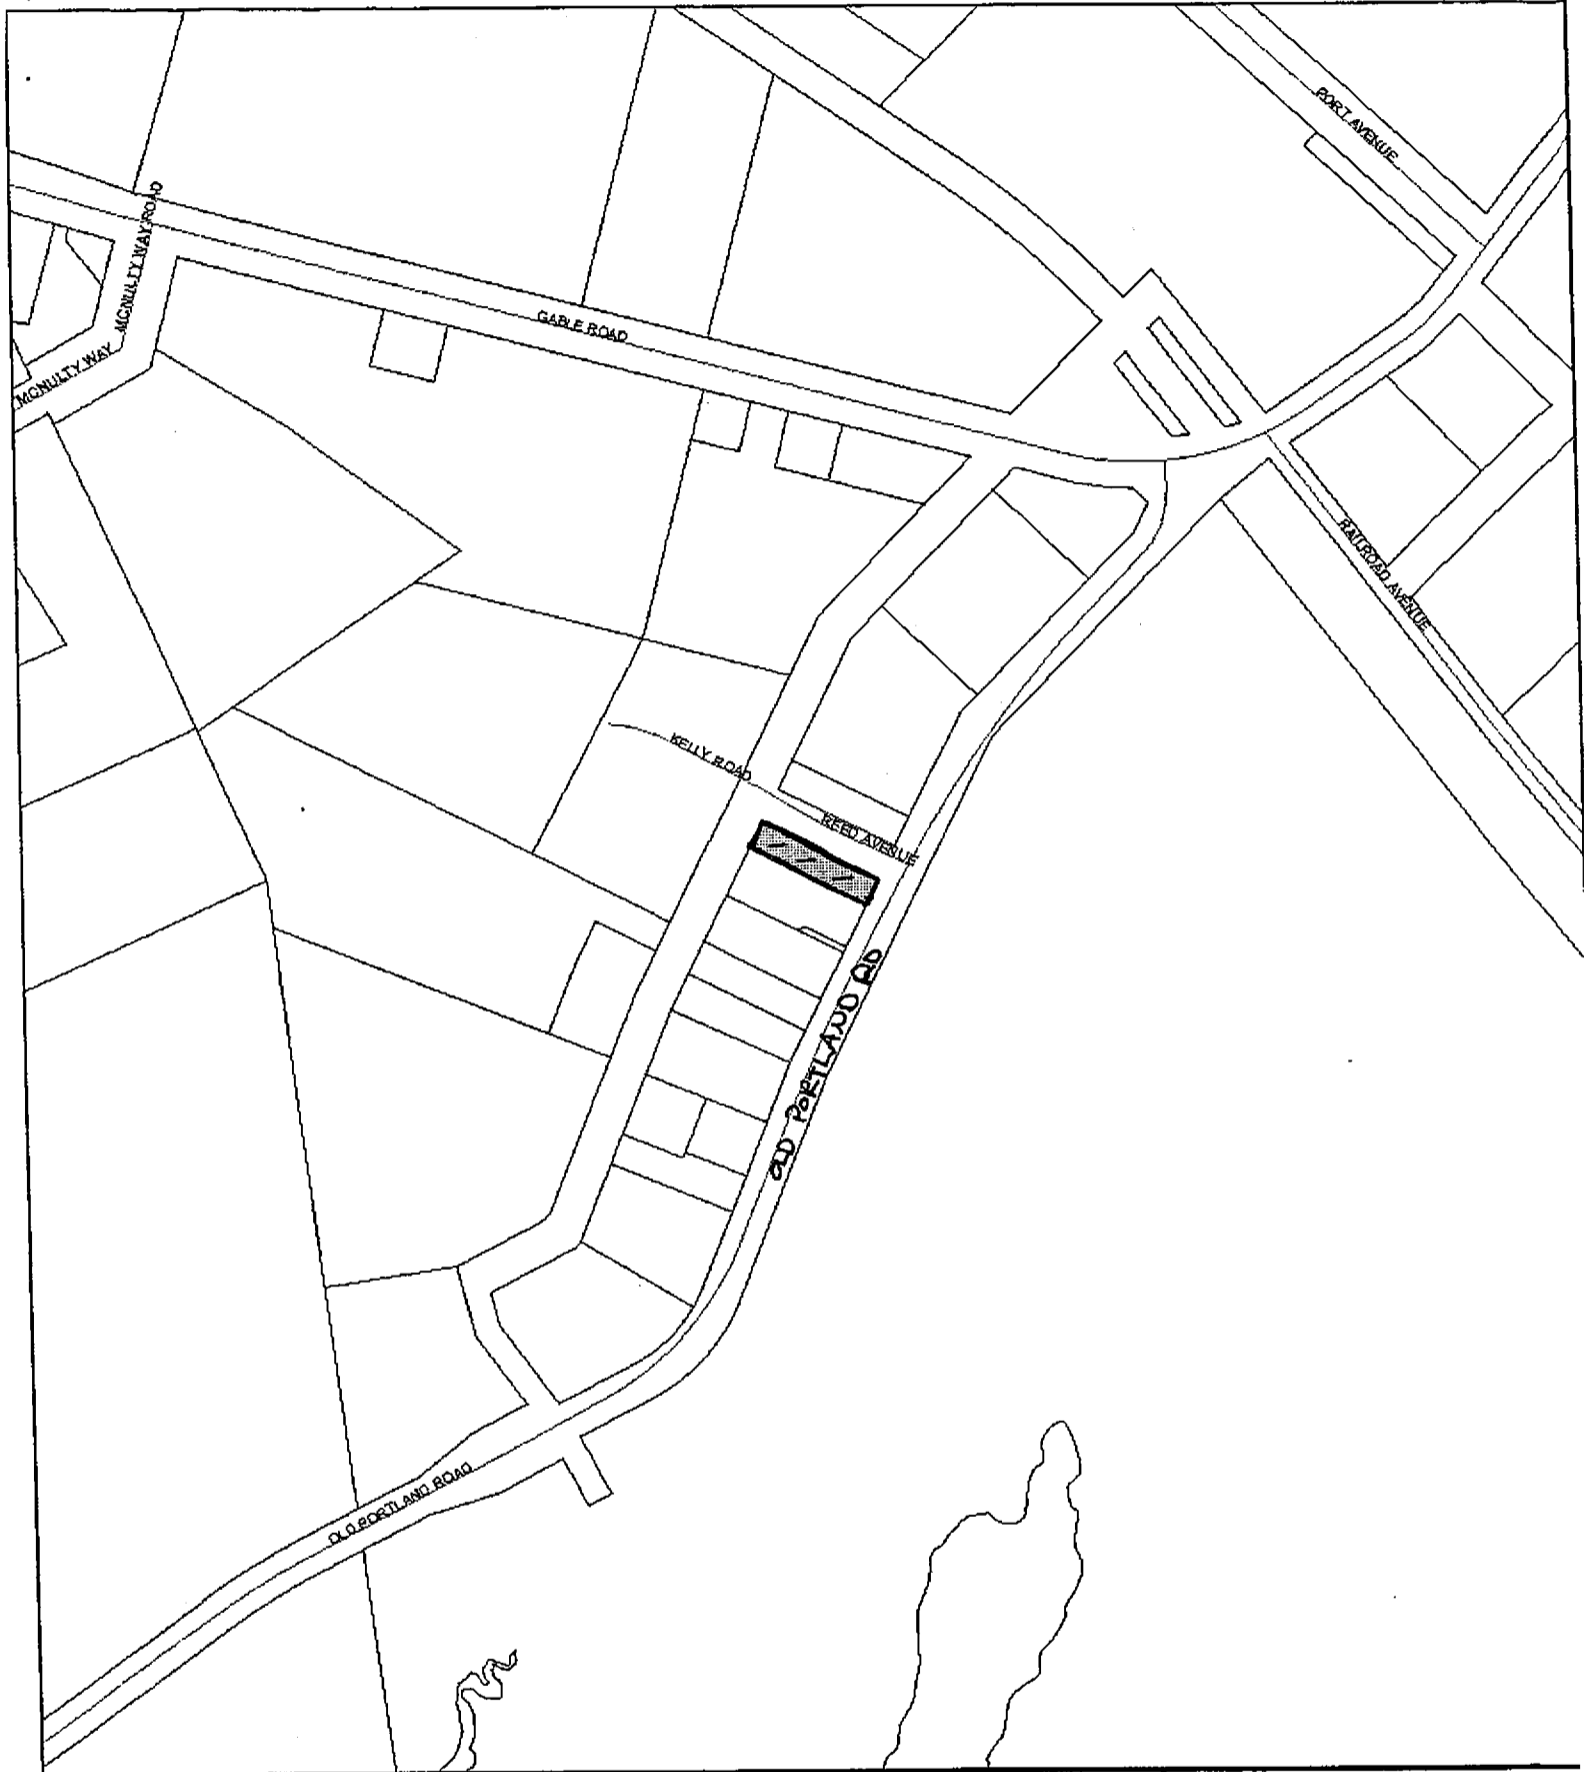 PORT AVENUE
MCNULTY WAY ROAD
GABLE ROAD
MCNULTY WAY
RAILROAD AVENUE
KELLY ROAD
REED AVENUE
OLD PORTLAND RD
OLD PORTLAND ROAD